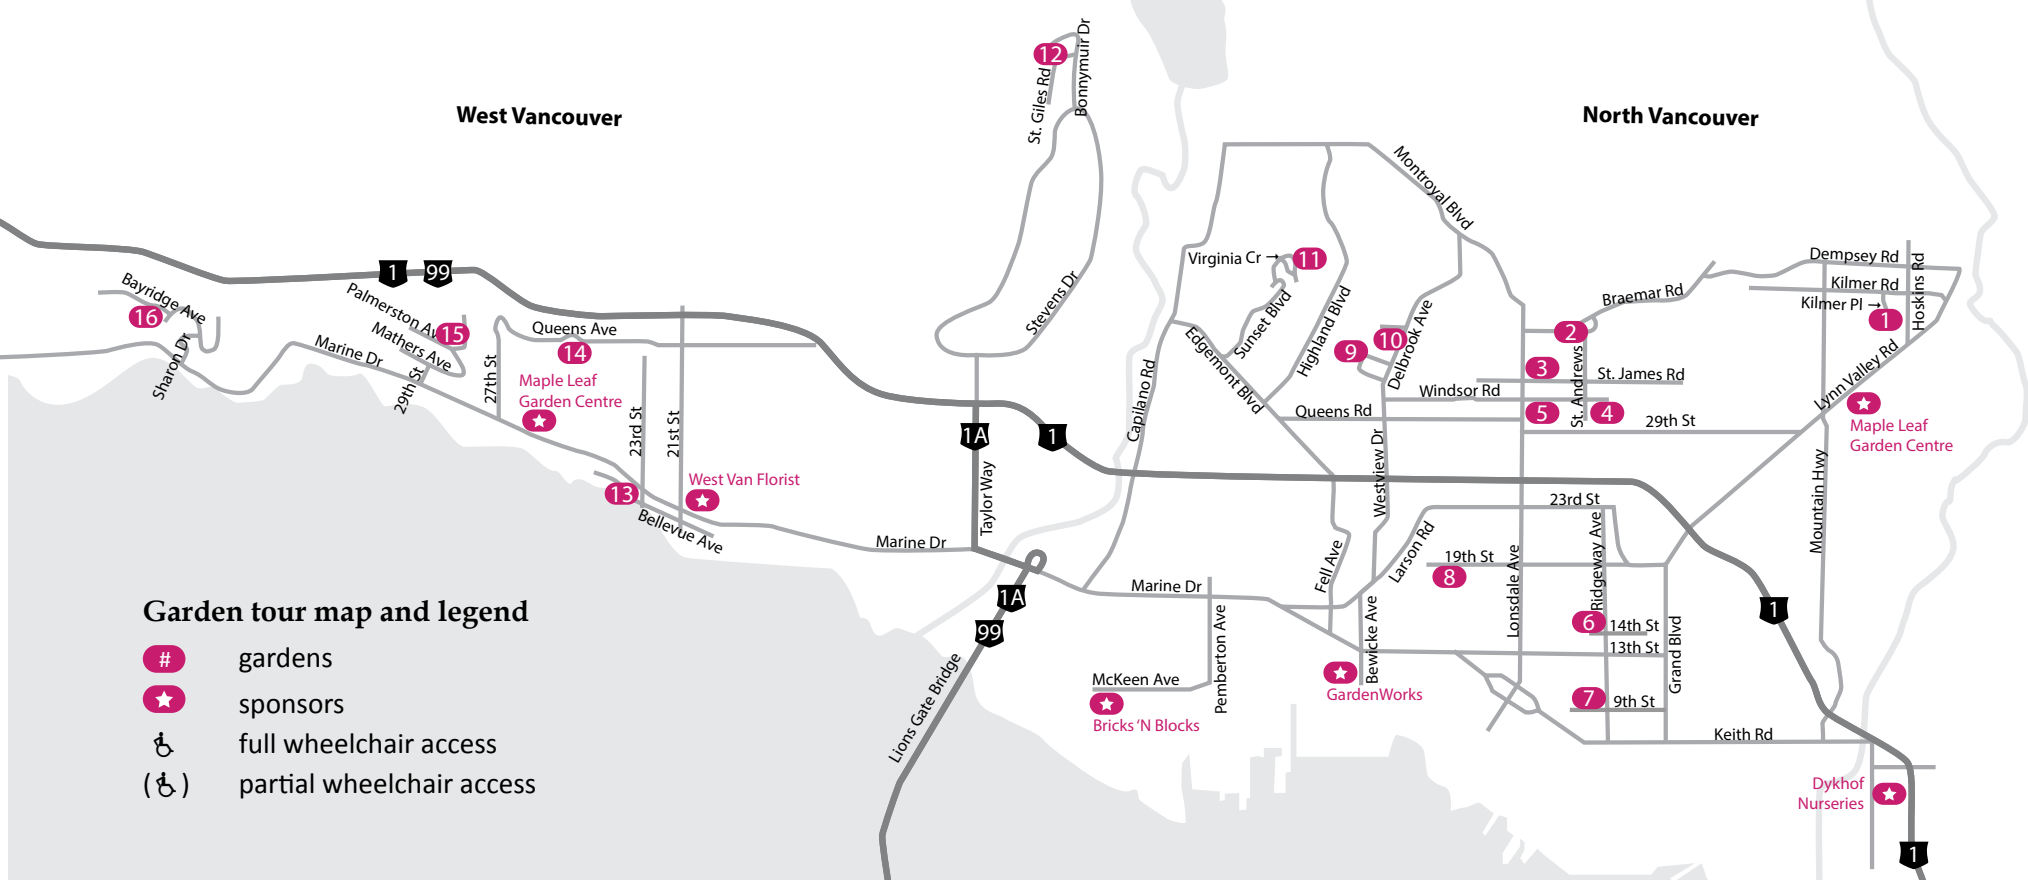 West Vancouver
North Vancouver
12
St. Giles Rd
Bonnymuir Dr
Stevens Dr
Montroyal Blvd
Virginia Cr →
11
Sunset Blvd
Highland Blvd
Edgemont Blvd
Capilano Rd
9
10
Delbrook Ave
Westview Dr
Windsor Rd
Queens Rd
Braemar Rd
2
3
St. James Rd
St. Andrews
5
4
29th St
Dempsey Rd
Kilmer Rd
Kilmer Pl →
1
Hoskins Rd
Lynn Valley Rd
Maple Leaf
Garden Centre
Mountain Hwy
1
99
Bayridge Ave
16
Sharon Dr
Palmerston Av
15
Mathers Ave
Marine Dr
29th St
27th St
Queens Ave
14
Maple Leaf
Garden Centre
23rd St
21st St
13
West Van Florist
Bellevue Ave
Marine Dr
1A
1
Taylor Way
1A
99
Lions Gate Bridge
Marine Dr
Pemberton Ave
McKeen Ave
Bricks ‘N Blocks
Fell Ave
Larson Rd
Bewicke Ave
GardenWorks
23rd St
19th St
8
Lonsdale Ave
Ridgeway Ave
6
14th St
13th St
Grand Blvd
7
9th St
Keith Rd
1
Dykhof
Nurseries
1
Garden tour map and legend
# gardens
sponsors
full wheelchair access
( ) partial wheelchair access